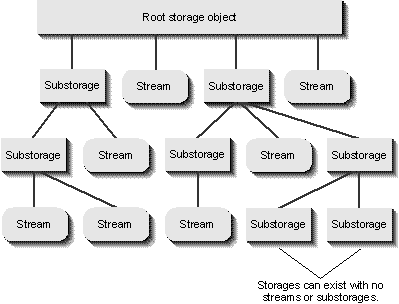 Root storage object
Substorage
Stream
Substorage
Stream
Substorage
Stream
Substorage
Stream
Substorage
Stream
Stream
Stream
Substorage
Substorage
Storages can exist with no
streams or substorages.